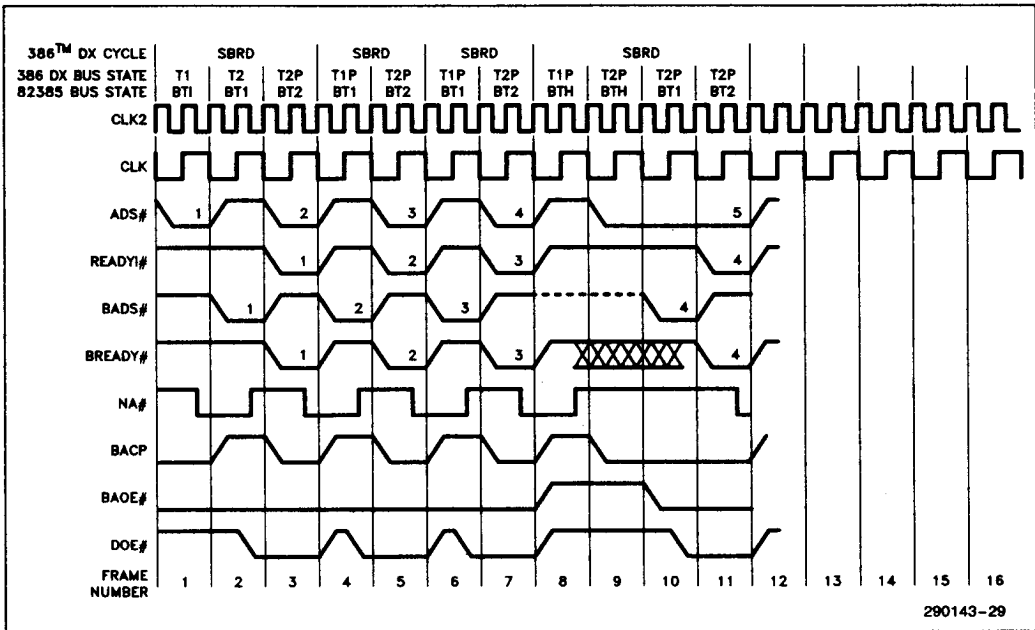 386™ DX CYCLE SBRD SBRD SBRD SBRD
386 DX BUS STATE T1 T2 T2P T1P T2P T1P T2P T1P T2P T2P T2P
82385 BUS STATE BTI BT1 BT2 BT1 BT2 BT1 BT2 BTH BTH BT1 BT2
CLK2
CLK
ADS# 1 2 3 4 5
READYI# 1 2 3 4
BADS# 1 2 3 4
BREADY# 1 2 3 4
NA#
BACP
BAOE#
DOE#
FRAME
NUMBER 1 2 3 4 5 6 7 8 9 10 11 12 13 14 15 16
290143-29